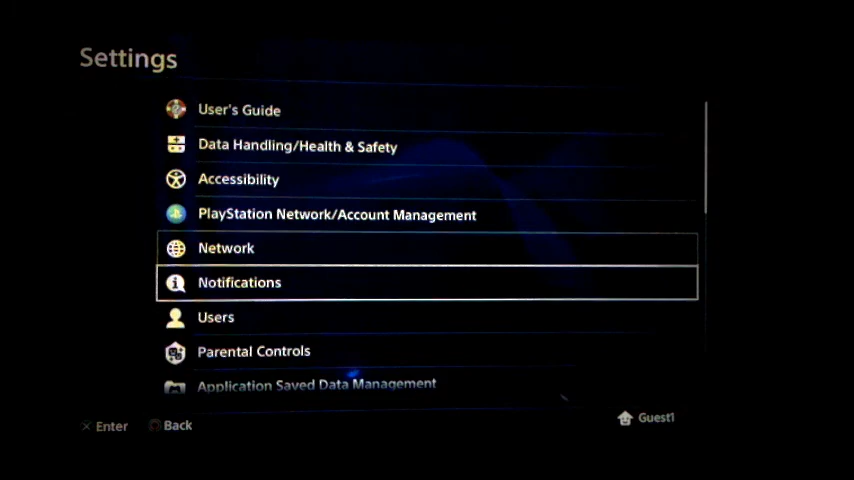 Settings
User's Guide
Data Handling/Health & Safety
Accessibility
PlayStation Network/Account Management
Network
Notifications
Users
Parental Controls
Application Saved Data Management
Enter
Back
Guest1